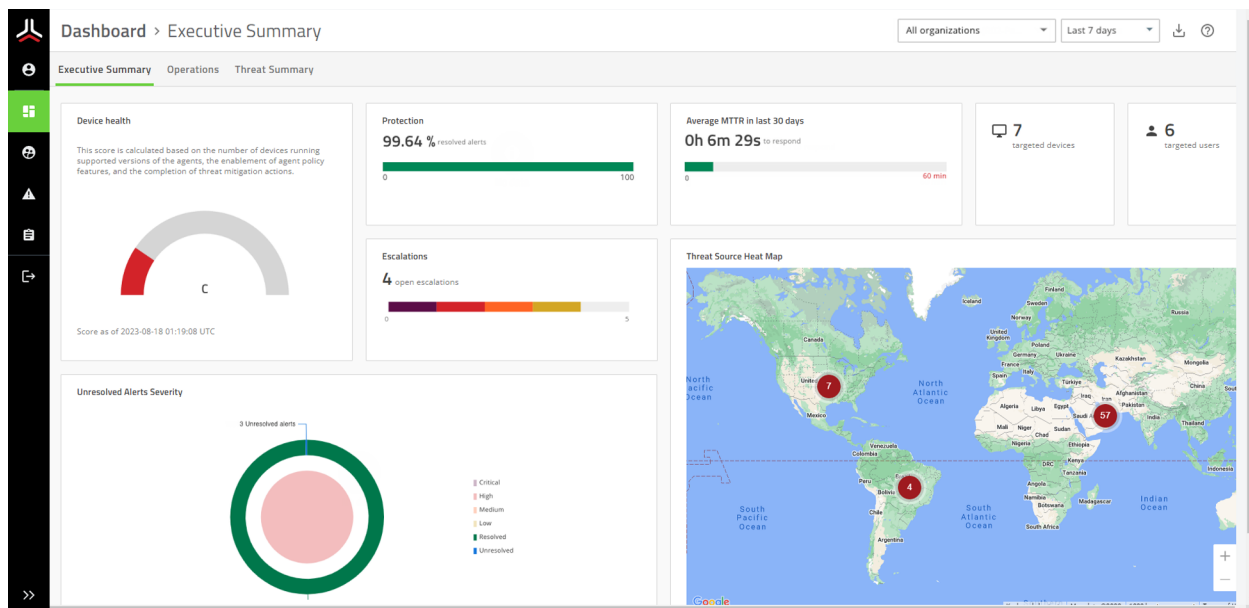 Dashboard > Executive Summary
All organizations
Last 7 days
Executive Summary Operations Threat Summary
Device health
This score is calculated based on the number of devices running
supported versions of the agents, the enablement of agent policy
features, and the completion of threat mitigation actions.
C
Score as of 2023-08-18 01:19:08 UTC
Protection
99.64 % resolved alerts
0 100
Average MTTR in last 30 days
0h 6m 29s to respond
0 60 min
7
targeted devices
6
targeted users
Escalations
4 open escalations
0 5
Unresolved Alerts Severity
3 Unresolved alerts
Critical
High
Medium
Low
Resolved
Unresolved
Threat Source Heat Map
Iceland
Finland
Sweden
Norway
Russia
Canada
United
Kingdom
Poland
Germany
Ukraine
Kazakhstan
Mongolia
France
Spain
Italy
Türkiye
China
North
Atlantic
Ocean
7
Iraq
Iran
Afghanistan
Pakistan
Algeria
Libya
Egypt
Saudi
57
India
Thailand
Mexico
Mali
Niger
Chad
Sudan
Nigeria
Ethiopia
Venezuela
Colombia
DRC
Kenya
Tanzania
Indonesia
Peru
4
Angola
Namibia
Botswana
Madagascar
Chile
South
Pacific
Ocean
South
Atlantic
Ocean
Indian
Ocean
South Africa
Argentina
Google